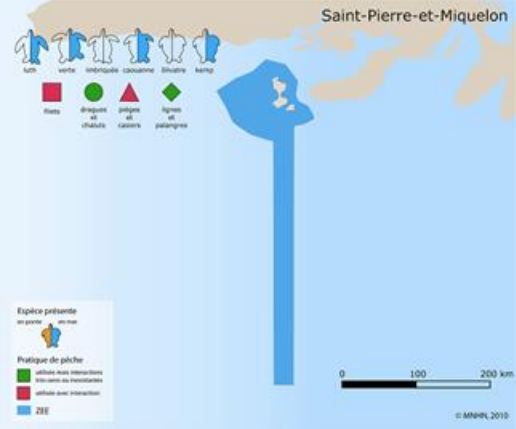 Saint-Pierre-et-Miquelon
luth verte imbriquée caouanne olivatre kemp
filets
dragues
et
chaluts
pièges
et
casiers
lignes
et
palangres
Espèce présente
en ponte en mer
Pratique de pêche
utilisée mais interactions
très rares ou inexistantes
utilisée avec interaction
ZEE
0 100 200 km
© MNHN, 2010